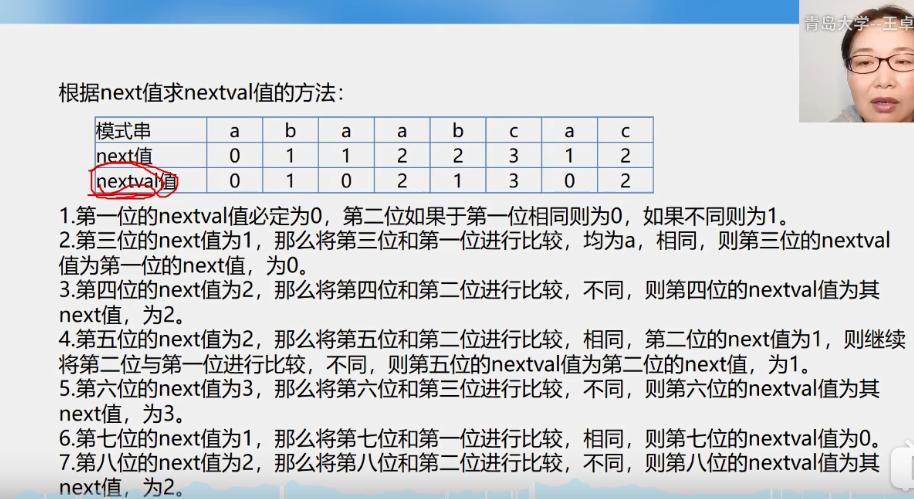 青岛大学--王卓
根据next值求nextval值的方法：
模式串 a b a a b c a c
next值 0 1 1 2 2 3 1 2
nextval值 0 1 0 2 1 3 0 2
1.第一位的nextval值必定为0，第二位如果于第一位相同则为0，如果不同则为1。
2.第三位的next值为1，那么将第三位和第一位进行比较，均为a，相同，则第三位的nextval
值为第一位的next值，为0。
3.第四位的next值为2，那么将第四位和第二位进行比较，不同，则第四位的nextval值为其
next值，为2。
4.第五位的next值为2，那么将第五位和第二位进行比较，相同，第二位的next值为1，则继续
将第二位与第一位进行比较，不同，则第五位的nextval值为第二位的next值，为1。
5.第六位的next值为3，那么将第六位和第三位进行比较，不同，则第六位的nextval值为其
next值，为3。
6.第七位的next值为1，那么将第七位和第一位进行比较，相同，则第七位的nextval值为0。
7.第八位的next值为2，那么将第八位和第二位进行比较，不同，则第八位的nextval值为其
next值，为2。